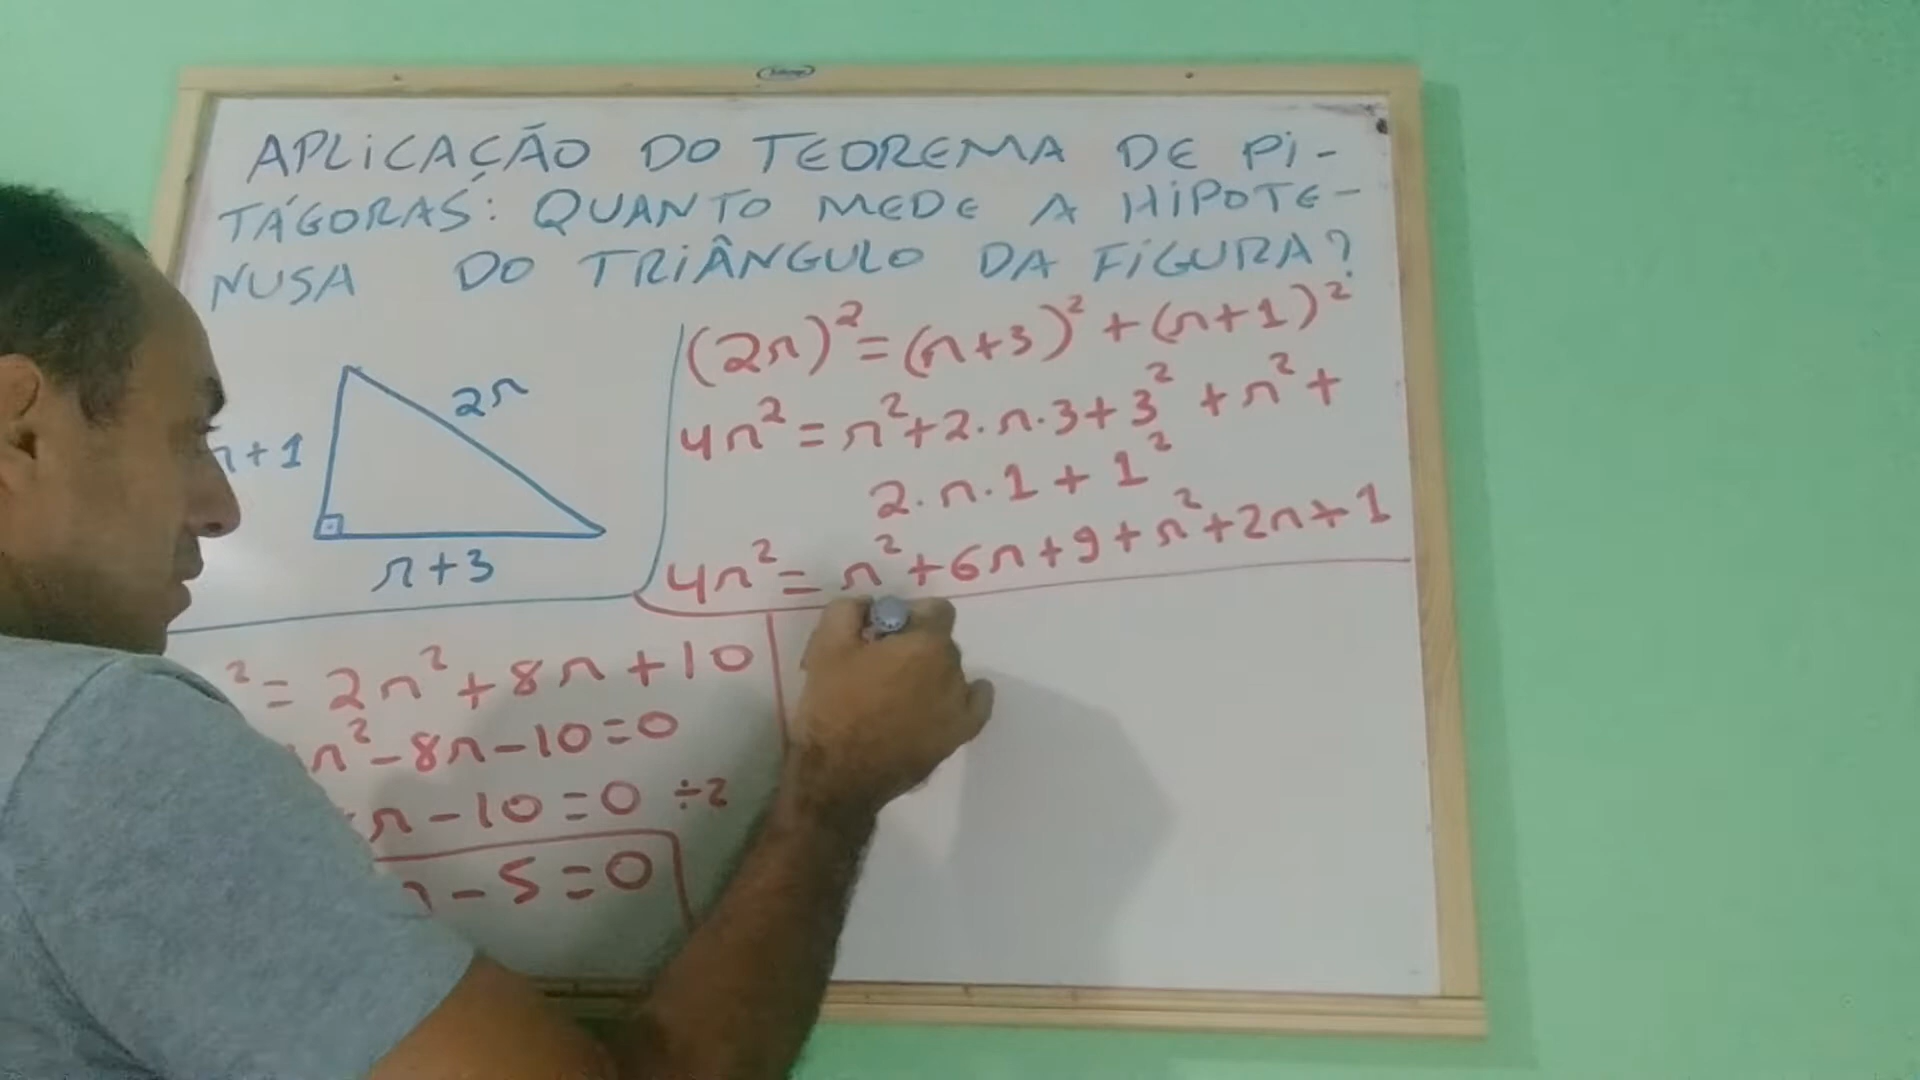 APLICAÇÃO DO TEOREMA DE PI-
TÁGORAS: QUANTO MEDE A HIPOTE-
NUSA DO TRIÂNGULO DA FIGURA?
(2n)² = (n+3)² + (n+1)²
4n² = n² + 2·n·3 + 3² + n² +
2·n·1 + 1²
4n² = n² + 6n + 9 + n² + 2n + 1
2n
n+1
n+3
² = 2n² + 8n + 10
n² - 8n - 10 = 0
n - 10 = 0 ÷2
n - 5 = 0